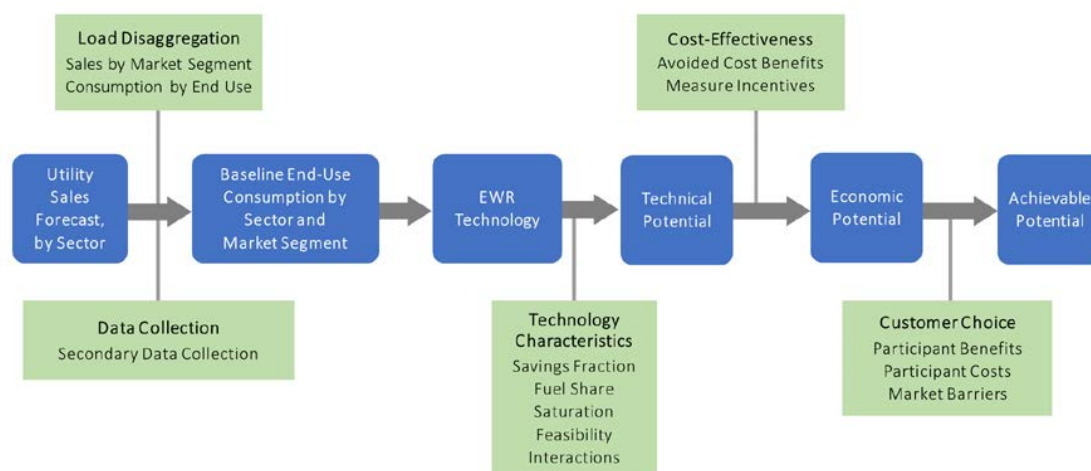 Load Disaggregation
Sales by Market Segment
Consumption by End Use
Cost-Effectiveness
Avoided Cost Benefits
Measure Incentives
Utility
Sales
Forecast,
by Sector
Baseline End-Use
Consumption by
Sector and
Market Segment
EWR
Technology
Technical
Potential
Economic
Potential
Achievable
Potential
Data Collection
Secondary Data Collection
Technology
Characteristics
Savings Fraction
Fuel Share
Saturation
Feasibility
Interactions
Customer Choice
Participant Benefits
Participant Costs
Market Barriers